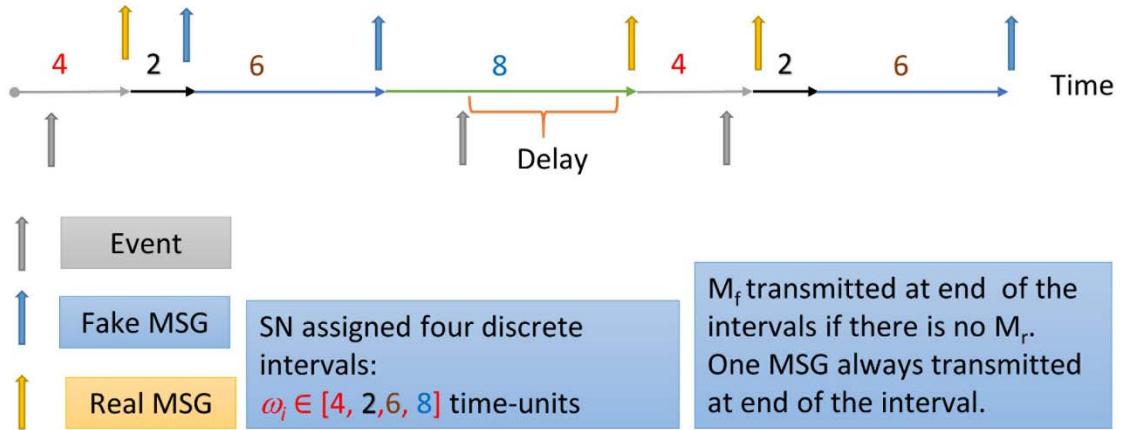 4 2 6 8 4 2 6
Time
Delay
Event
Fake MSG
Real MSG
SN assigned four discrete
intervals:
ωᵢ ∈ [4, 2,6, 8] time-units
M_f transmitted at end of the
intervals if there is no M_r.
One MSG always transmitted
at end of the interval.